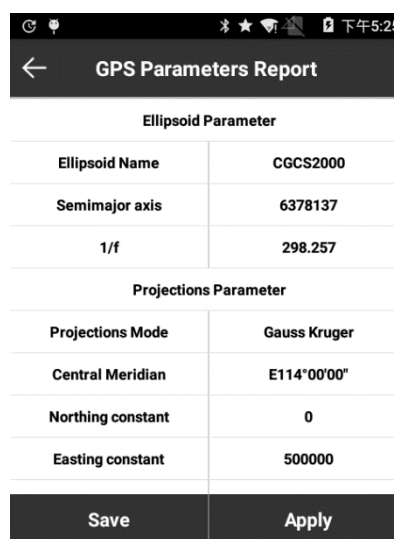 下午5:25
GPS Parameters Report
Ellipsoid Parameter
Ellipsoid Name CGCS2000
Semimajor axis 6378137
1/f 298.257
Projections Parameter
Projections Mode Gauss Kruger
Central Meridian E114°00'00"
Northing constant 0
Easting constant 500000
Save Apply